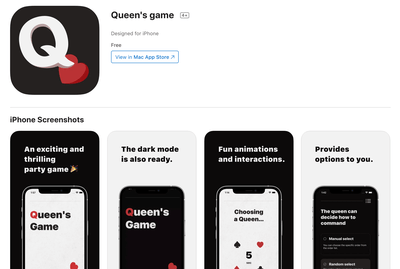 Q
Queen's game 4+
Designed for iPhone
Free
View in Mac App Store ↗
iPhone Screenshots
An exciting and
thrilling
party game 🎉
The dark mode
is also ready.
Fun animations
and interactions.
Provides
options to you.
Queen's
Game
Queen's
Game
Choosing
a Queen...
5
The queen can
decide how to
command
Manual select
Random select